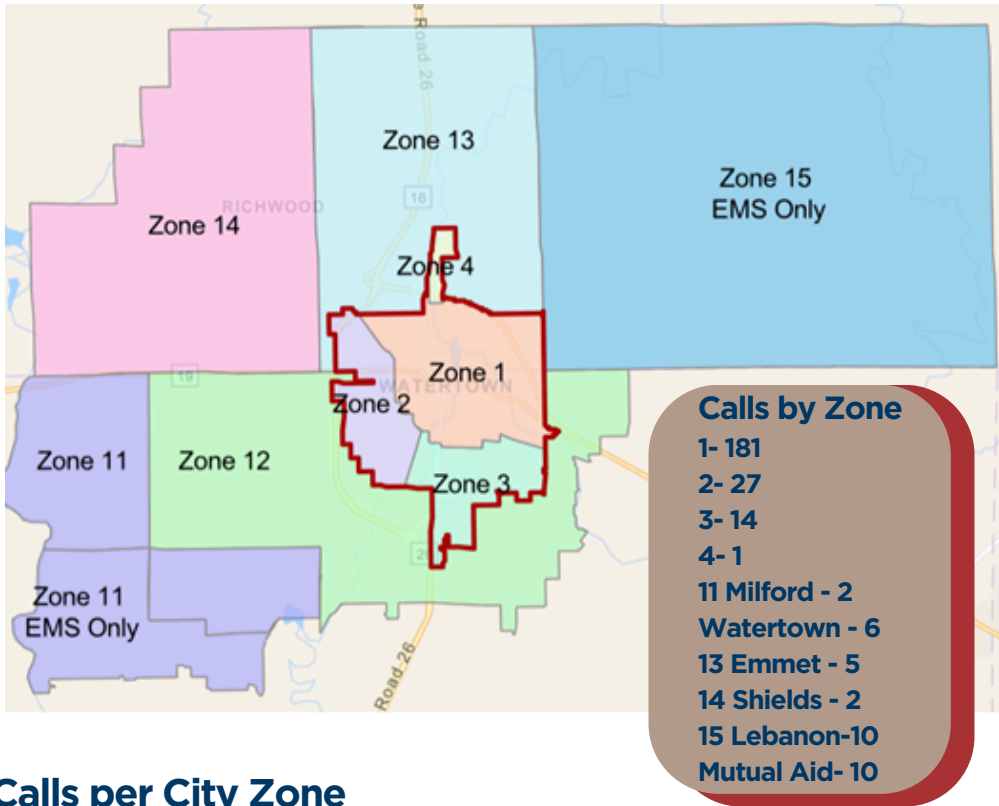 Road 26
Zone 13
16
Zone 15
EMS Only
RICHWOOD
Zone 14
Zone 4
19
Zone 1
WATERTOWN
Zone 2
Zone 11
Zone 12
Zone 3
Zone 11
EMS Only
Road 26
Calls by Zone
1- 181
2- 27
3- 14
4- 1
11 Milford - 2
Watertown - 6
13 Emmet - 5
14 Shields - 2
15 Lebanon-10
Mutual Aid- 10
Calls per City Zone